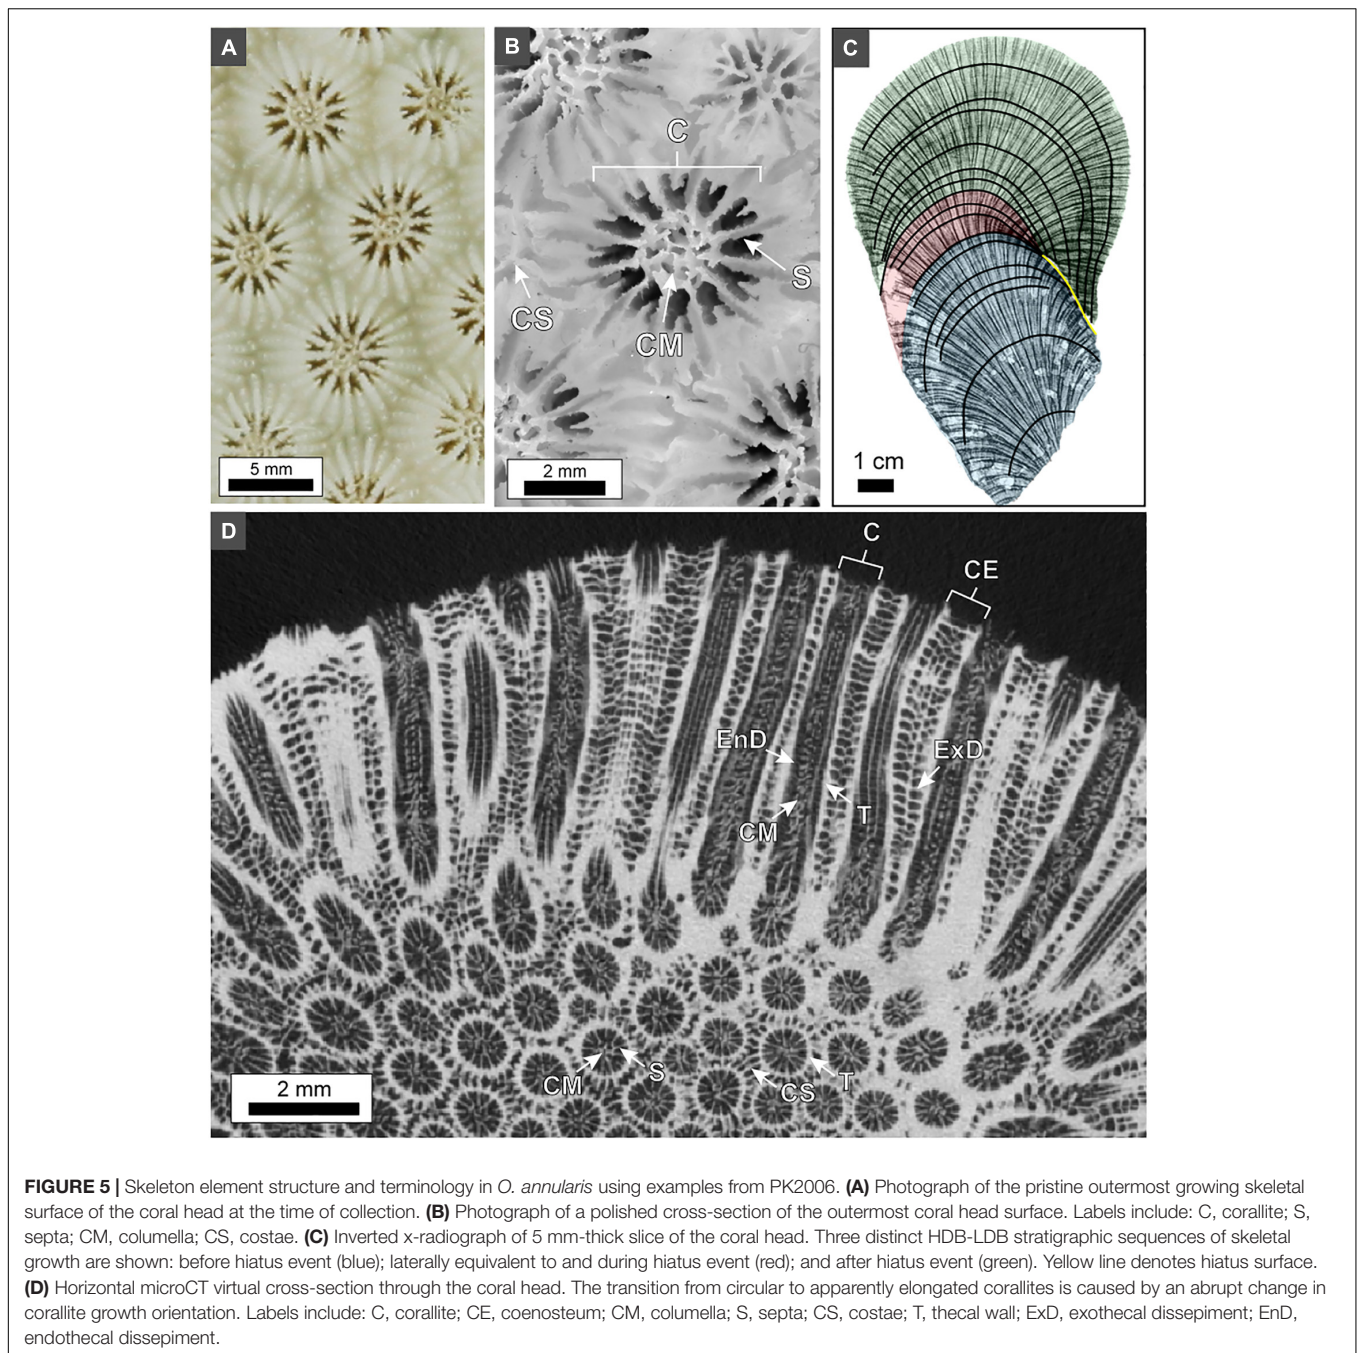 A
5 mm
B
C
S
CS
CM
2 mm
C
1 cm
D
C
CE
EnD
ExD
CM
T
CM
S
CS
T
2 mm
FIGURE 5 | Skeleton element structure and terminology in O. annularis using examples from PK2006. (A) Photograph of the pristine outermost growing skeletal
surface of the coral head at the time of collection. (B) Photograph of a polished cross-section of the outermost coral head surface. Labels include: C, corallite; S,
septa; CM, columella; CS, costae. (C) Inverted x-radiograph of 5 mm-thick slice of the coral head. Three distinct HDB-LDB stratigraphic sequences of skeletal
growth are shown: before hiatus event (blue); laterally equivalent to and during hiatus event (red); and after hiatus event (green). Yellow line denotes hiatus surface.
(D) Horizontal microCT virtual cross-section through the coral head. The transition from circular to apparently elongated corallites is caused by an abrupt change in
corallite growth orientation. Labels include: C, corallite; CE, coenosteum; CM, columella; S, septa; CS, costae; T, thecal wall; ExD, exothecal dissepiment; EnD,
endothecal dissepiment.